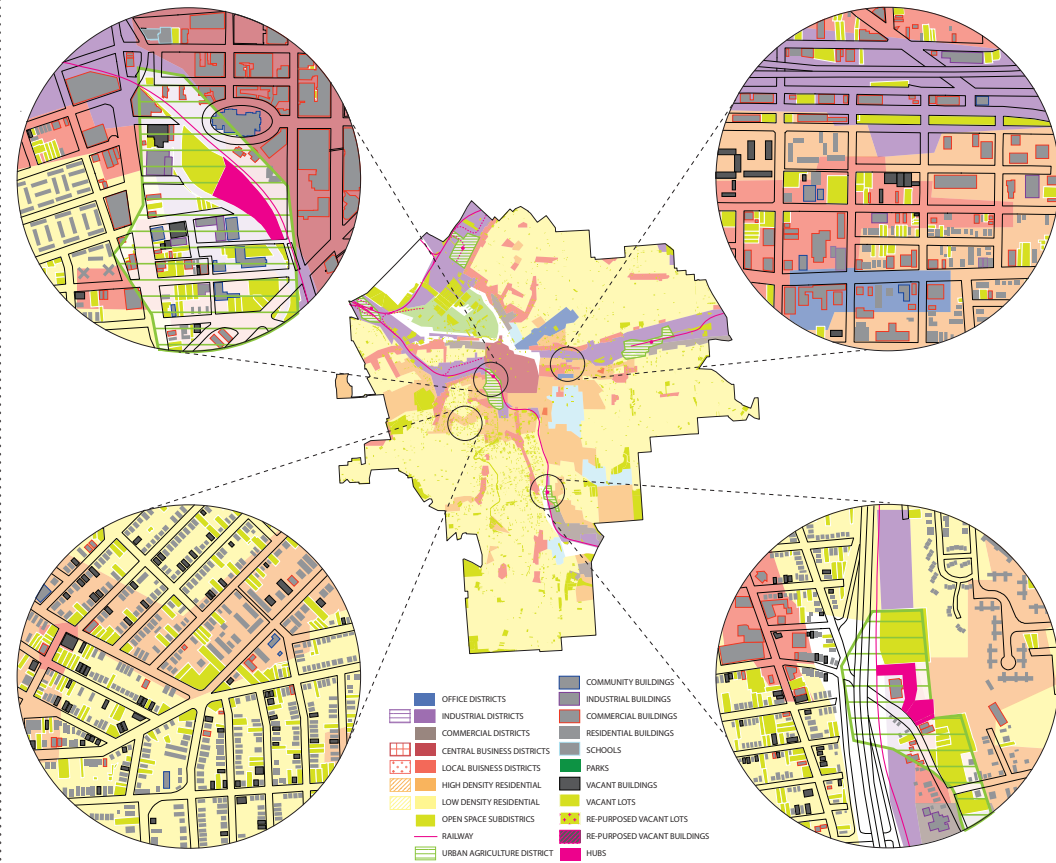 OFFICE DISTRICTS
INDUSTRIAL DISTRICTS
COMMERCIAL DISTRICTS
CENTRAL BUSINESS DISTRICTS
LOCAL BUISNESS DISTRICTS
HIGH DENSITY RESIDENTIAL
LOW DENSITY RESIDENTIAL
OPEN SPACE SUBDISTRICS
RAILWAY
URBAN AGRICULTURE DISTRICT
COMMUNITY BUILDINGS
INDUSTRIAL BUILDINGS
COMMERCIAL BUILDINGS
RESIDENTIAL BUILDINGS
SCHOOLS
PARKS
VACANT BUILDINGS
VACANT LOTS
RE-PURPOSED VACANT LOTS
RE-PURPOSED VACANT BUILDINGS
HUBS